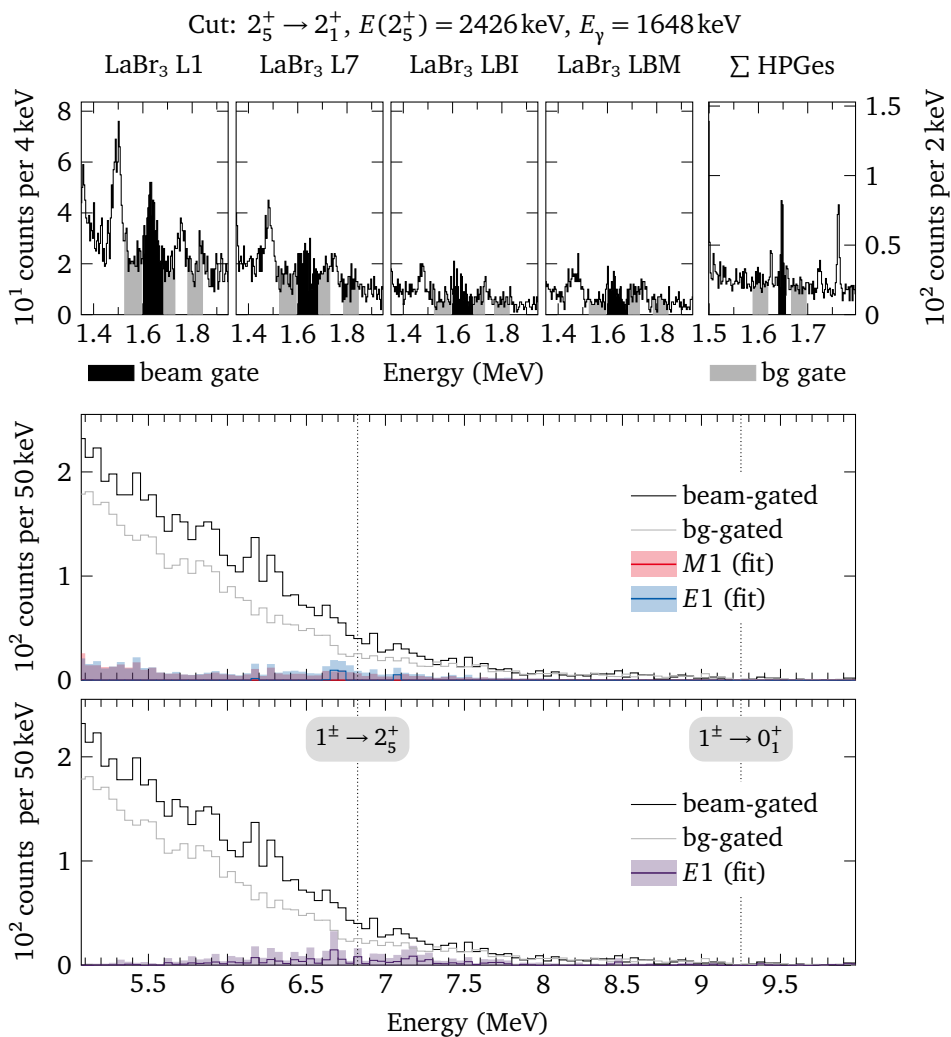 Cut: 2₅⁺ → 2₁⁺, E(2₅⁺) = 2426 keV, Eγ = 1648 keV
LaBr₃ L1 LaBr₃ L7 LaBr₃ LBI LaBr₃ LBM ∑ HPGes
10¹ counts per 4 keV
8
6
4
2
0
1.5
1
0.5
0
10² counts per 2 keV
1.4 1.6 1.8 1.4 1.6 1.8 1.4 1.6 1.8 1.4 1.6 1.8 1.5 1.6 1.7
beam gate Energy (MeV) bg gate
10² counts per 50 keV
2
1
0
beam-gated
bg-gated
M1 (fit)
E1 (fit)
10² counts per 50 keV
2
1
0
1± → 2₅⁺ 1± → 0₁⁺
beam-gated
bg-gated
E1 (fit)
5.5 6 6.5 7 7.5 8 8.5 9 9.5
Energy (MeV)